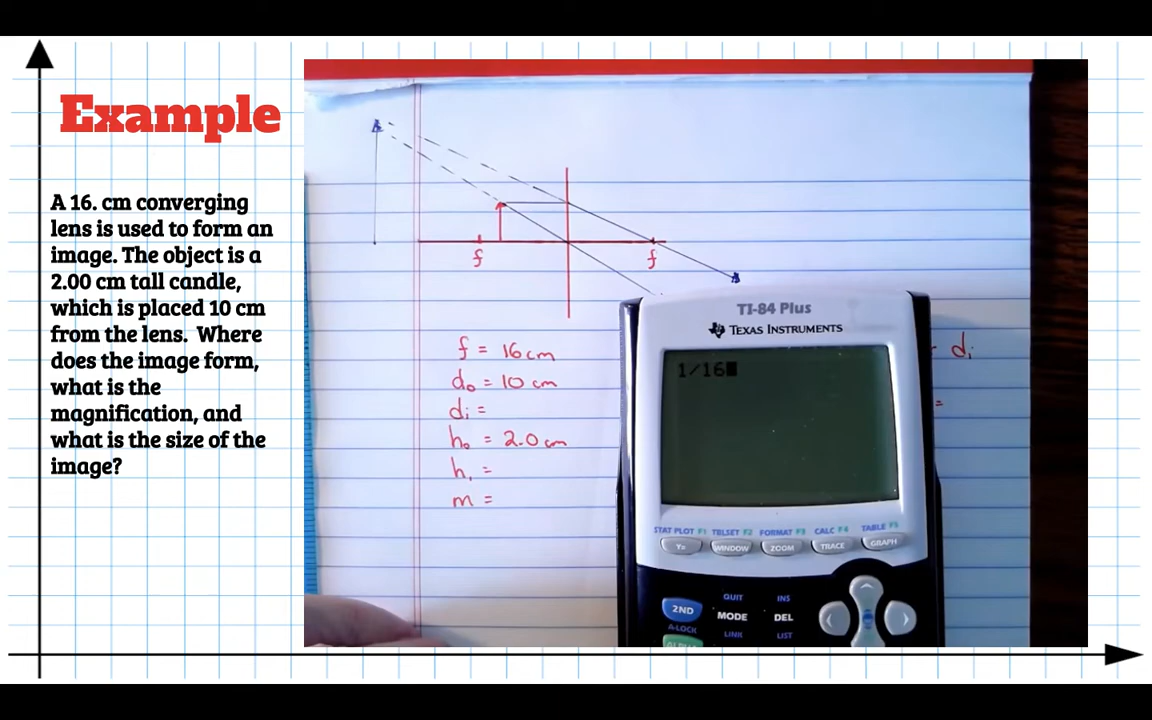 Example
A 16. cm converging
lens is used to form an
image. The object is a
2.00 cm tall candle,
which is placed 10 cm
from the lens. Where
does the image form,
what is the
magnification, and
what is the size of the
image?
f
f
f = 16 cm
do = 10 cm
di =
ho = 2.0 cm
hi =
m =
di
=
TI-84 Plus
TEXAS INSTRUMENTS
1/16
STAT PLOT F1 TBLSET F2 FORMAT F3 CALC F4 TABLE F5
Y= WINDOW ZOOM TRACE GRAPH
QUIT INS
2ND MODE DEL
A-LOCK LINK LIST
ALPHA